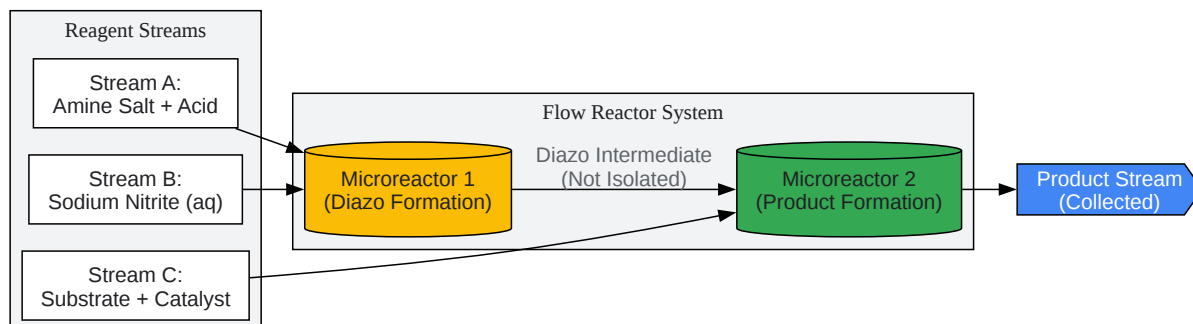 Reagent Streams
Stream A:
Amine Salt + Acid
Stream B:
Sodium Nitrite (aq)
Stream C:
Substrate + Catalyst
Flow Reactor System
Microreactor 1
(Diazo Formation)
Diazo Intermediate
(Not Isolated)
Microreactor 2
(Product Formation)
Product Stream
(Collected)